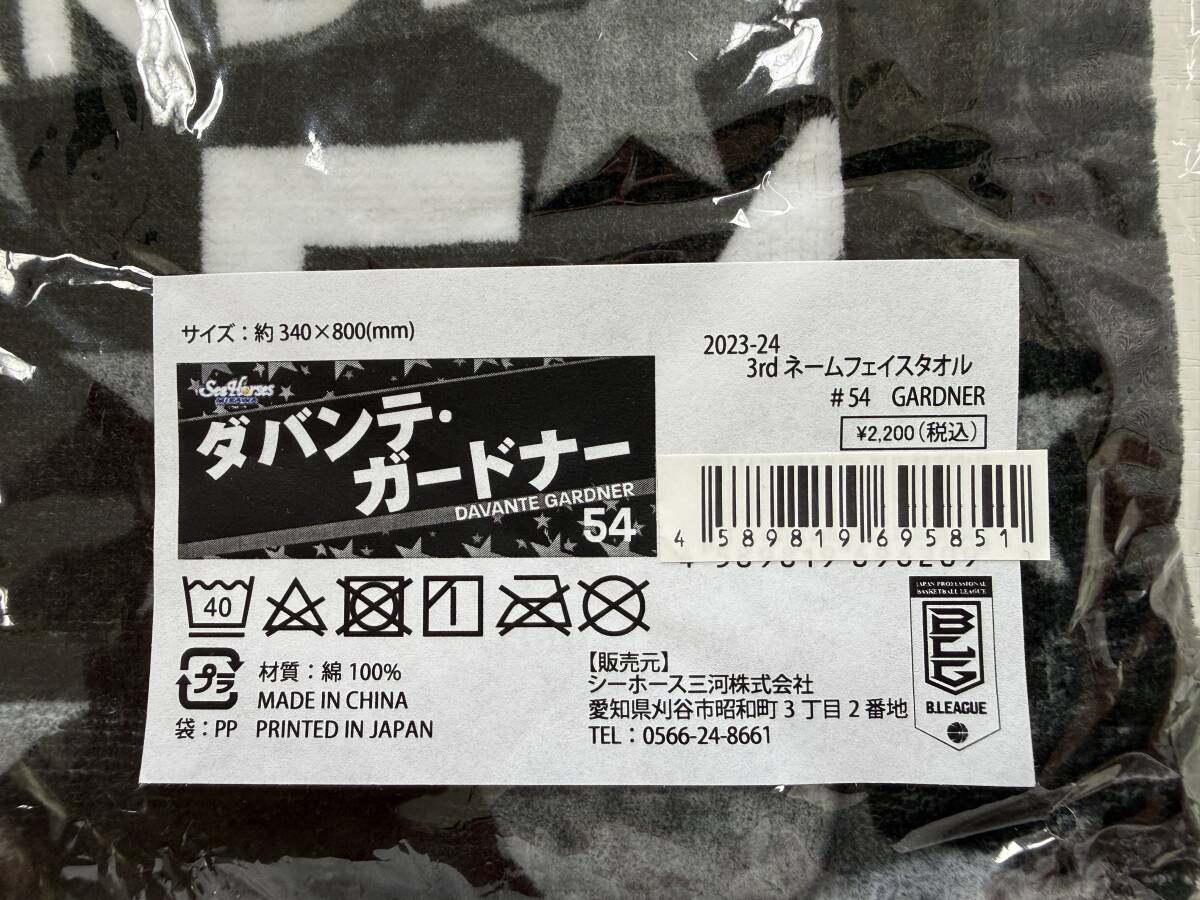 サイズ：約 340×800(mm)
2023-24
3rd ネームフェイスタオル
#54 GARDNER
¥2,200(税込)
SeaHorses
MIKAWA
ダバンテ・
ガードナー
DAVANTE GARDNER
54
4 589819 695851
40
プラ
材質：綿 100%
MADE IN CHINA
袋：PP PRINTED IN JAPAN
【販売元】
シーホース三河株式会社
愛知県刈谷市昭和町 3 丁目 2 番地
TEL：0566-24-8661
JAPAN PROFESSIONAL
BASKETBALL LEAGUE
BLG
B.LEAGUE